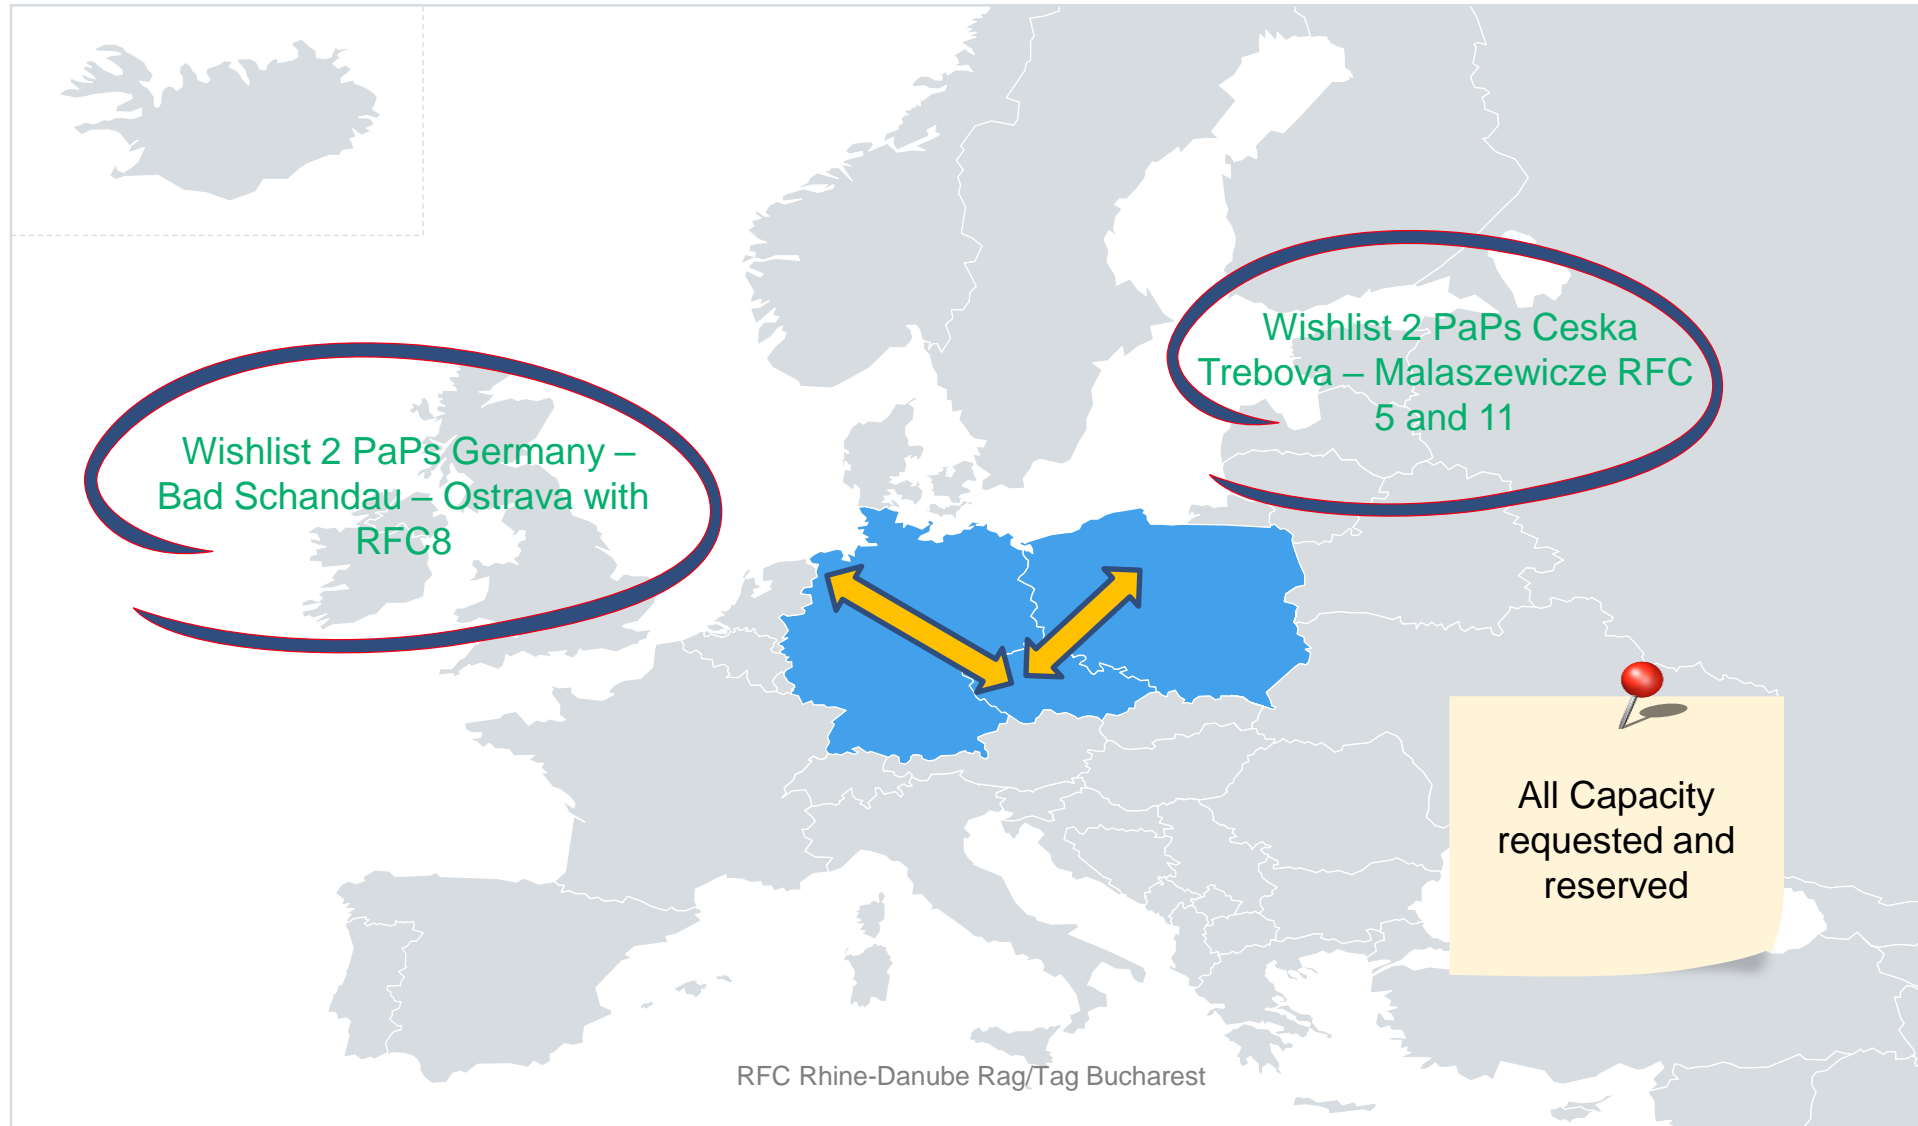 Wishlist 2 PaPs Ceska
Trebova – Malaszewicze RFC
5 and 11
Wishlist 2 PaPs Germany –
Bad Schandau – Ostrava with
RFC8
All Capacity
requested and
reserved
RFC Rhine-Danube Rag/Tag Bucharest